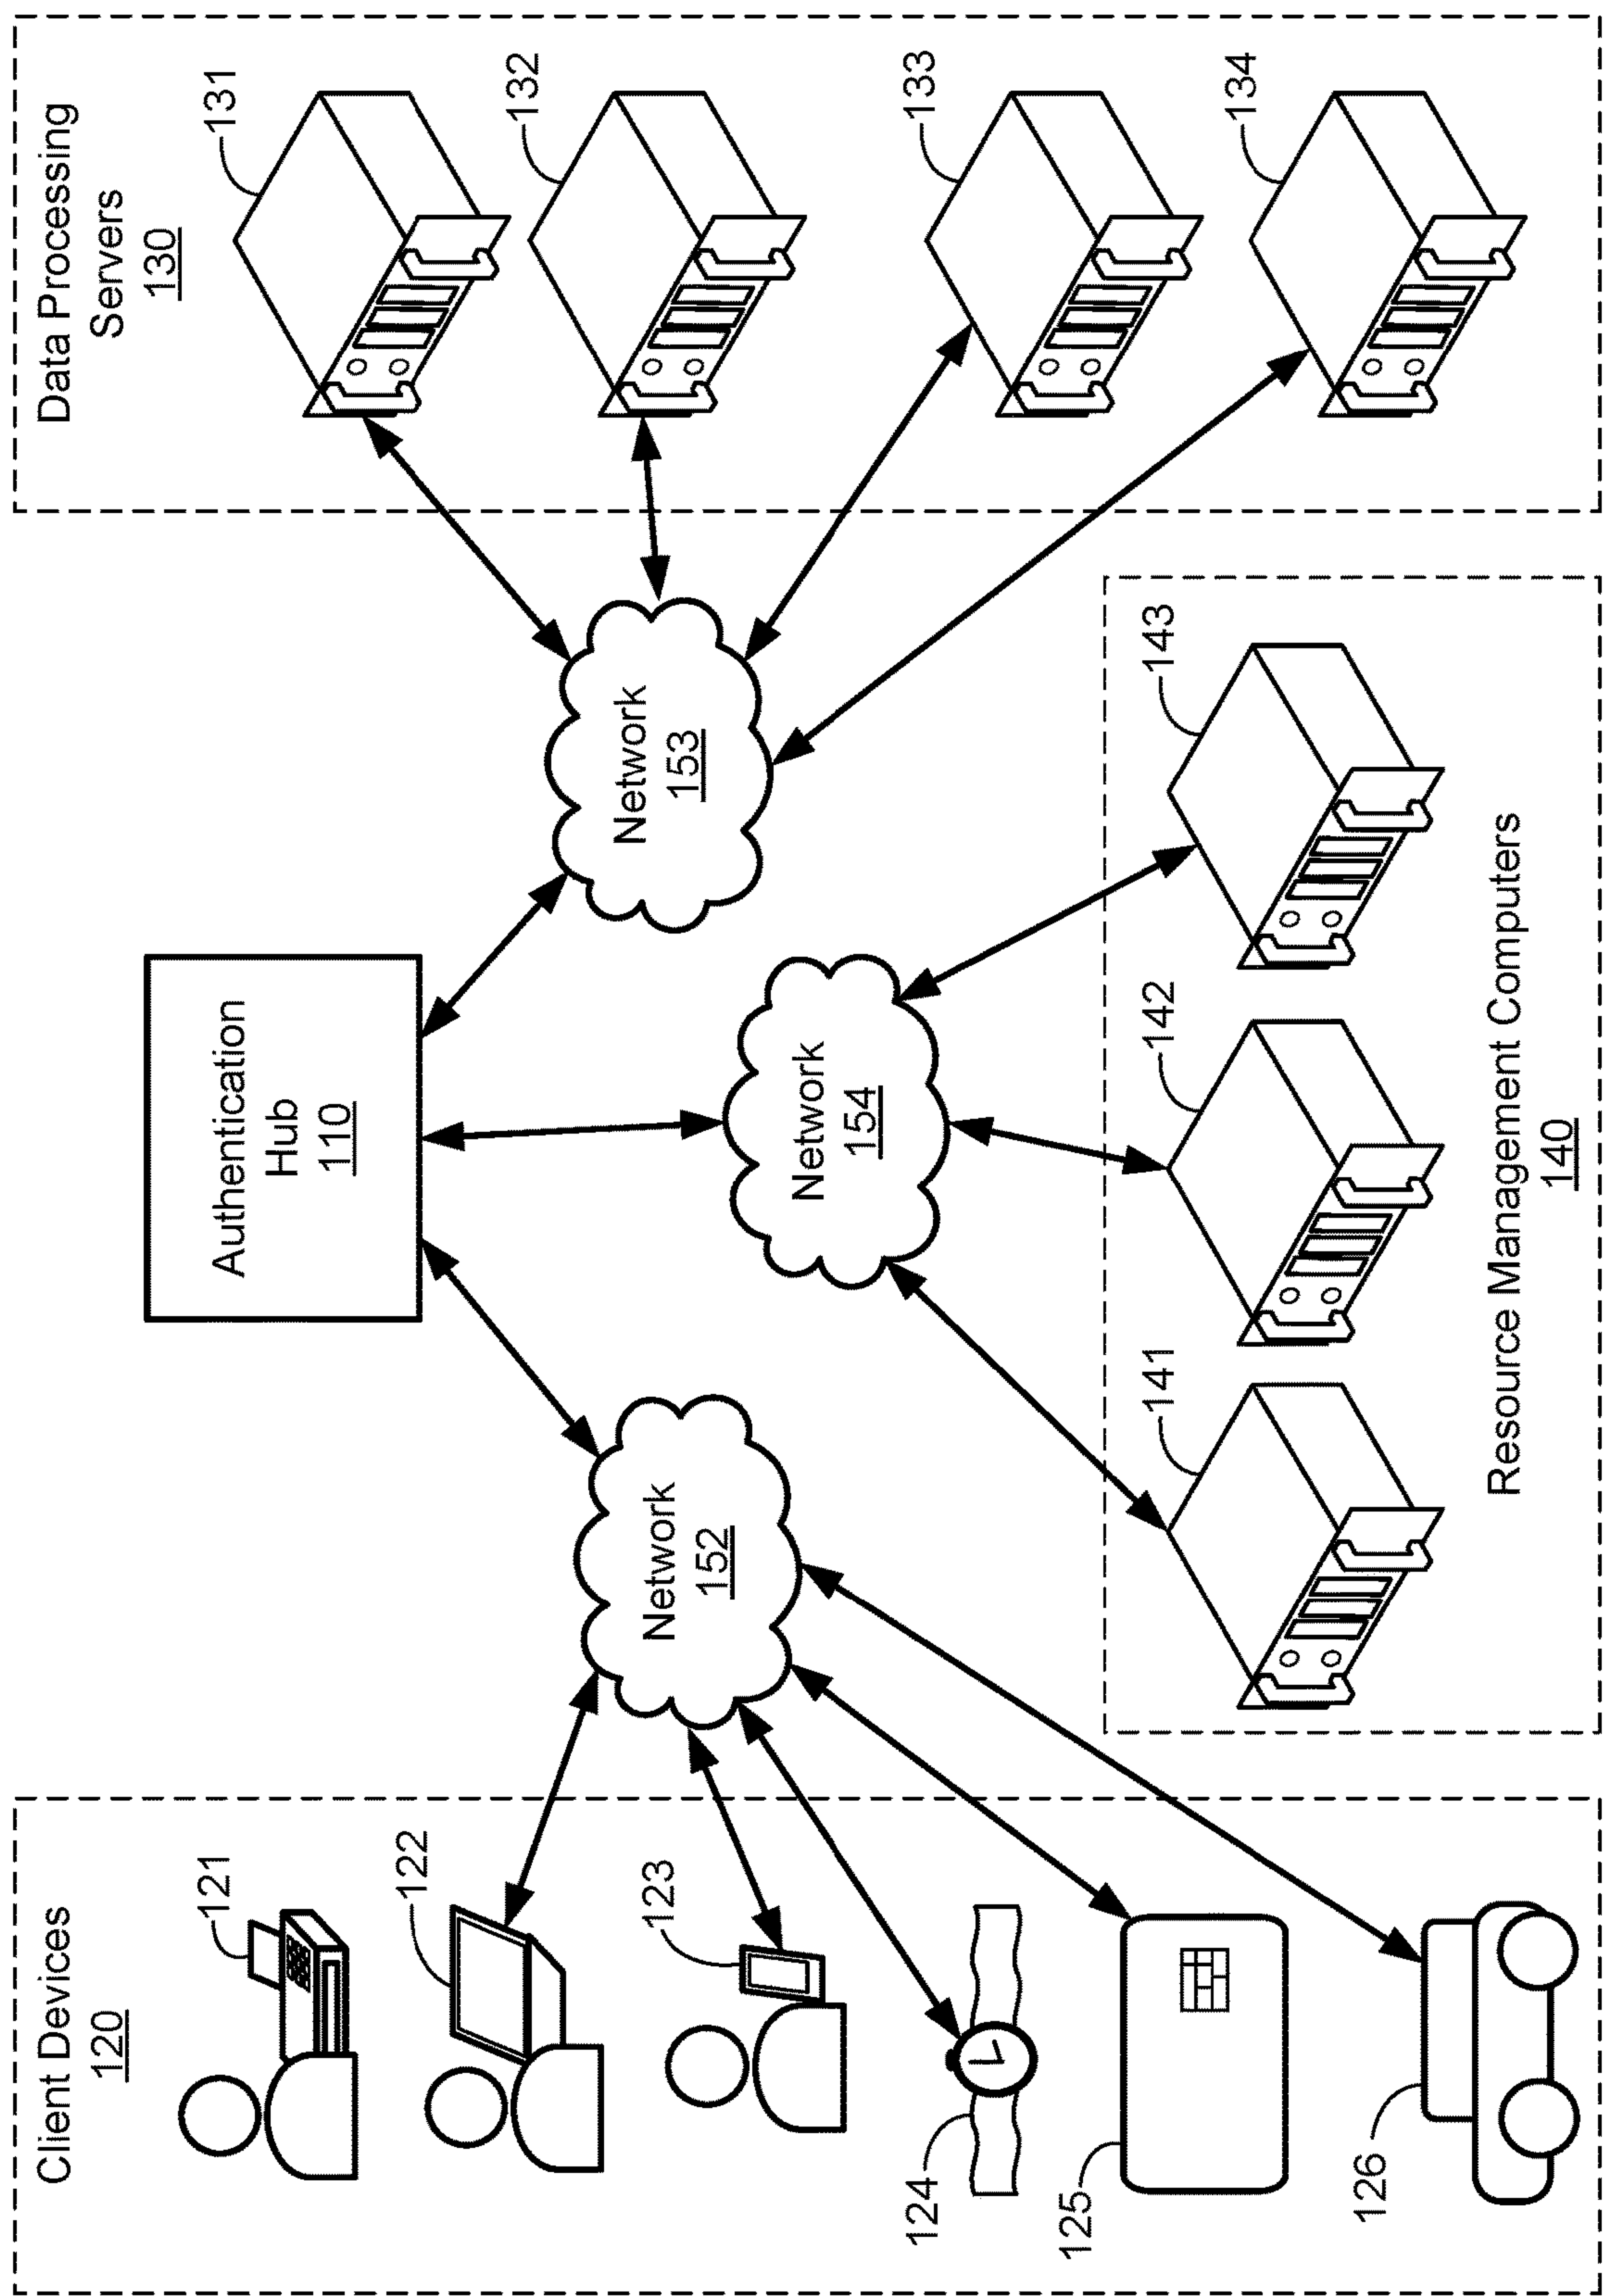 Client Devices
120
121
122
123
124
125
126
Authentication
Hub
110
Network
152
Network
154
Network
153
Data Processing
Servers
130
131
132
133
134
141
142
143
Resource Management Computers
140